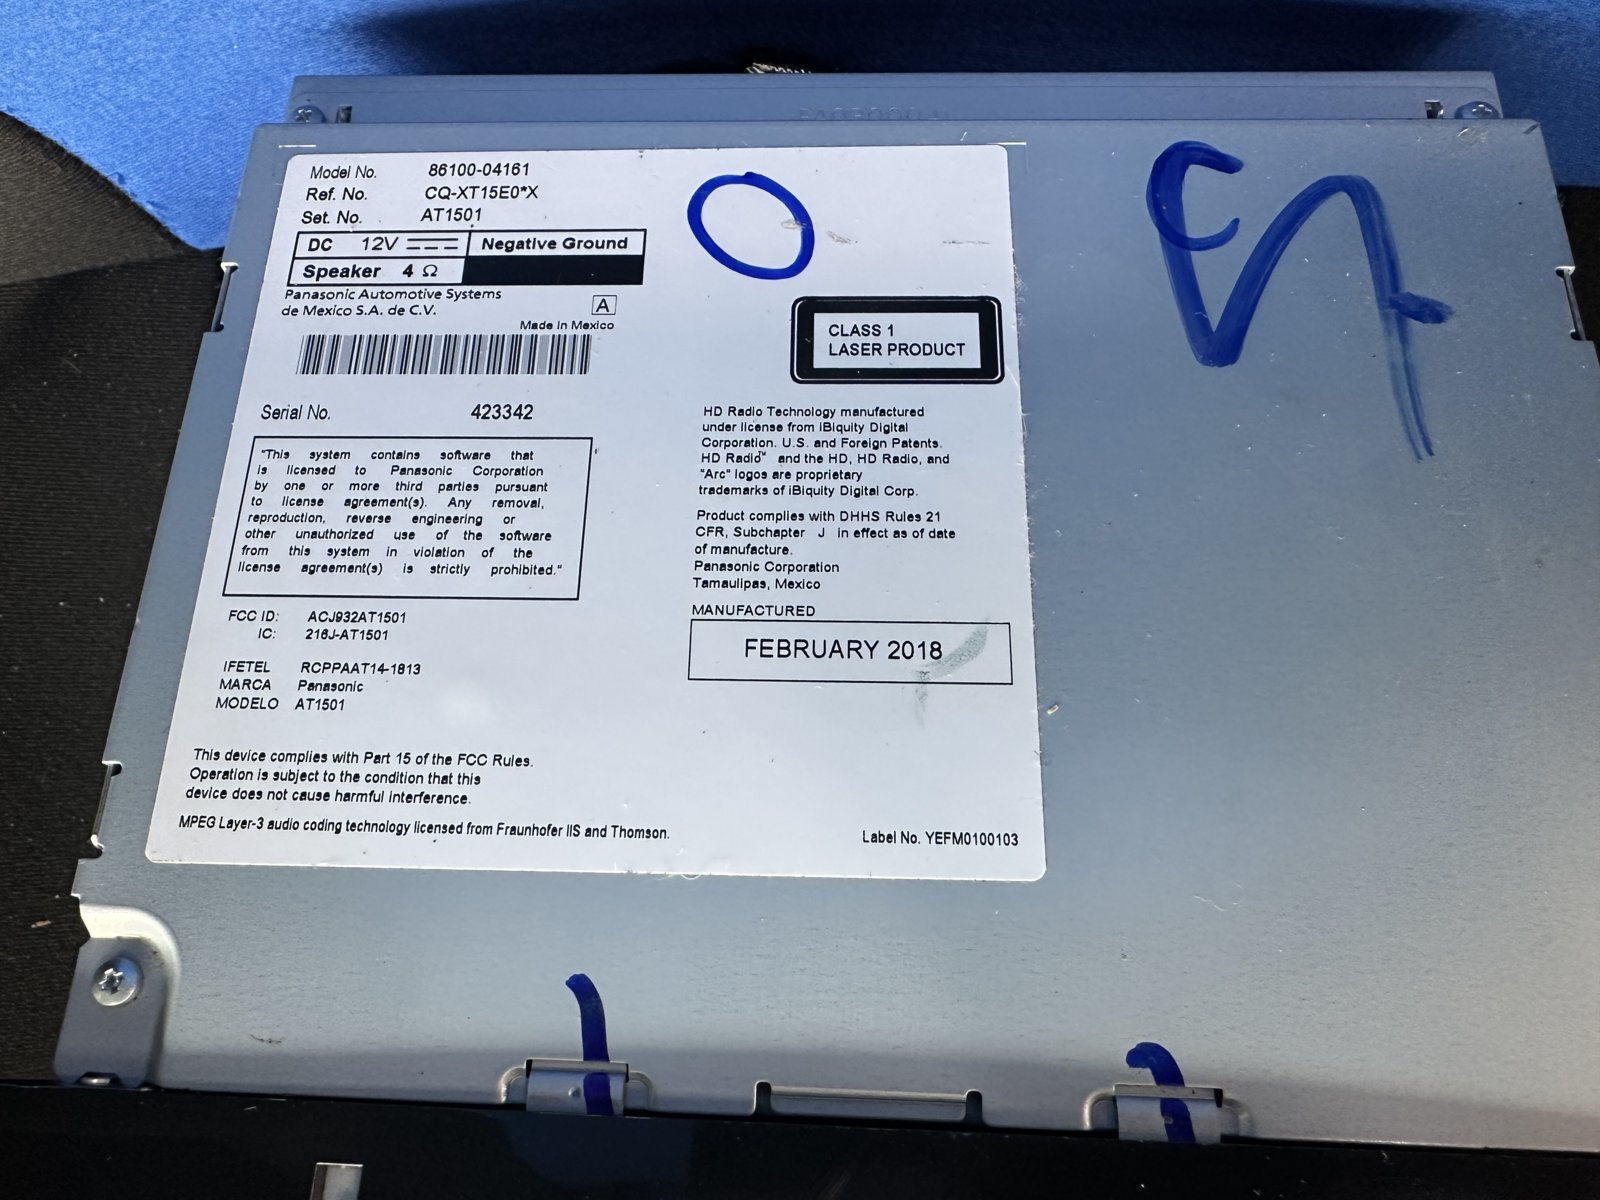 Model No. 86100-04161
Ref. No. CQ-XT15E0*X
Set. No. AT1501
DC 12V Negative Ground
Speaker 4 Ω
Panasonic Automotive Systems
de Mexico S.A. de C.V.
A
Made in Mexico
Serial No. 423342
"This system contains software that
is licensed to Panasonic Corporation
by one or more third parties pursuant
to license agreement(s). Any removal,
reproduction, reverse engineering or
other unauthorized use of the software
from this system in violation of the
license agreement(s) is strictly prohibited."
FCC ID: ACJ932AT1501
IC: 216J-AT1501
IFETEL RCPPAAT14-1813
MARCA Panasonic
MODELO AT1501
This device complies with Part 15 of the FCC Rules.
Operation is subject to the condition that this
device does not cause harmful interference.
MPEG Layer-3 audio coding technology licensed from Fraunhofer IIS and Thomson.
CLASS 1
LASER PRODUCT
HD Radio Technology manufactured
under license from iBiquity Digital
Corporation. U.S. and Foreign Patents.
HD Radio™ and the HD, HD Radio, and
"Arc" logos are proprietary
trademarks of iBiquity Digital Corp.
Product complies with DHHS Rules 21
CFR, Subchapter J in effect as of date
of manufacture.
Panasonic Corporation
Tamaulipas, Mexico
MANUFACTURED
FEBRUARY 2018
Label No. YEFM0100103